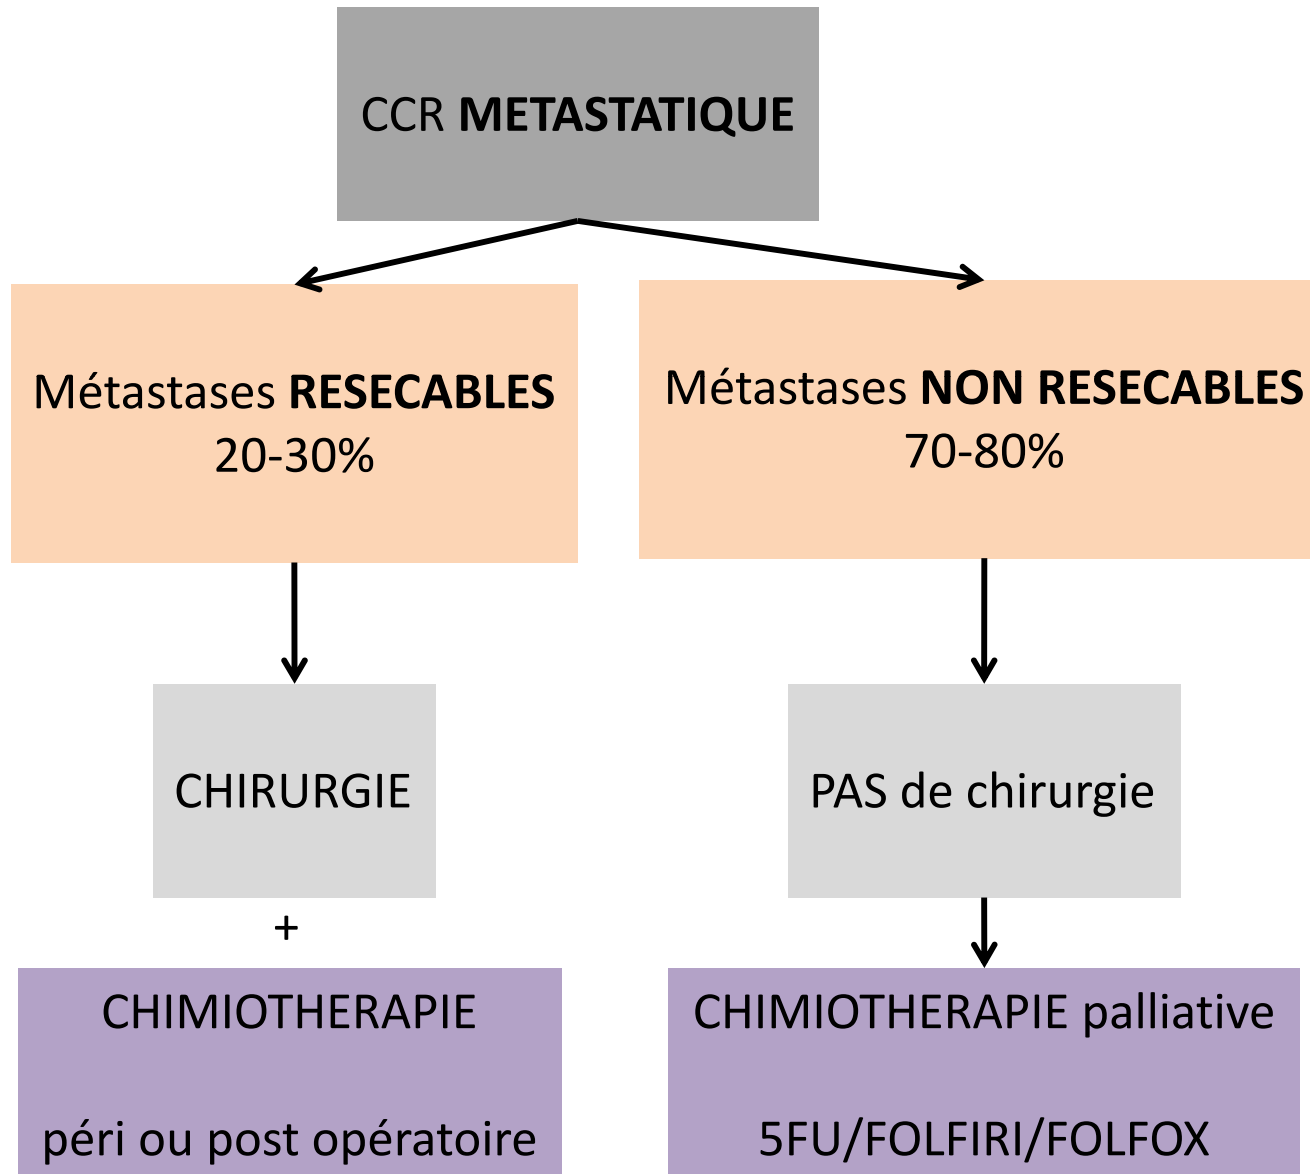 CCR METASTATIQUE
Métastases RESECABLES
20-30%
Métastases NON RESECABLES
70-80%
CHIRURGIE
PAS de chirurgie
+
CHIMIOTHERAPIE
péri ou post opératoire
CHIMIOTHERAPIE palliative
5FU/FOLFIRI/FOLFOX